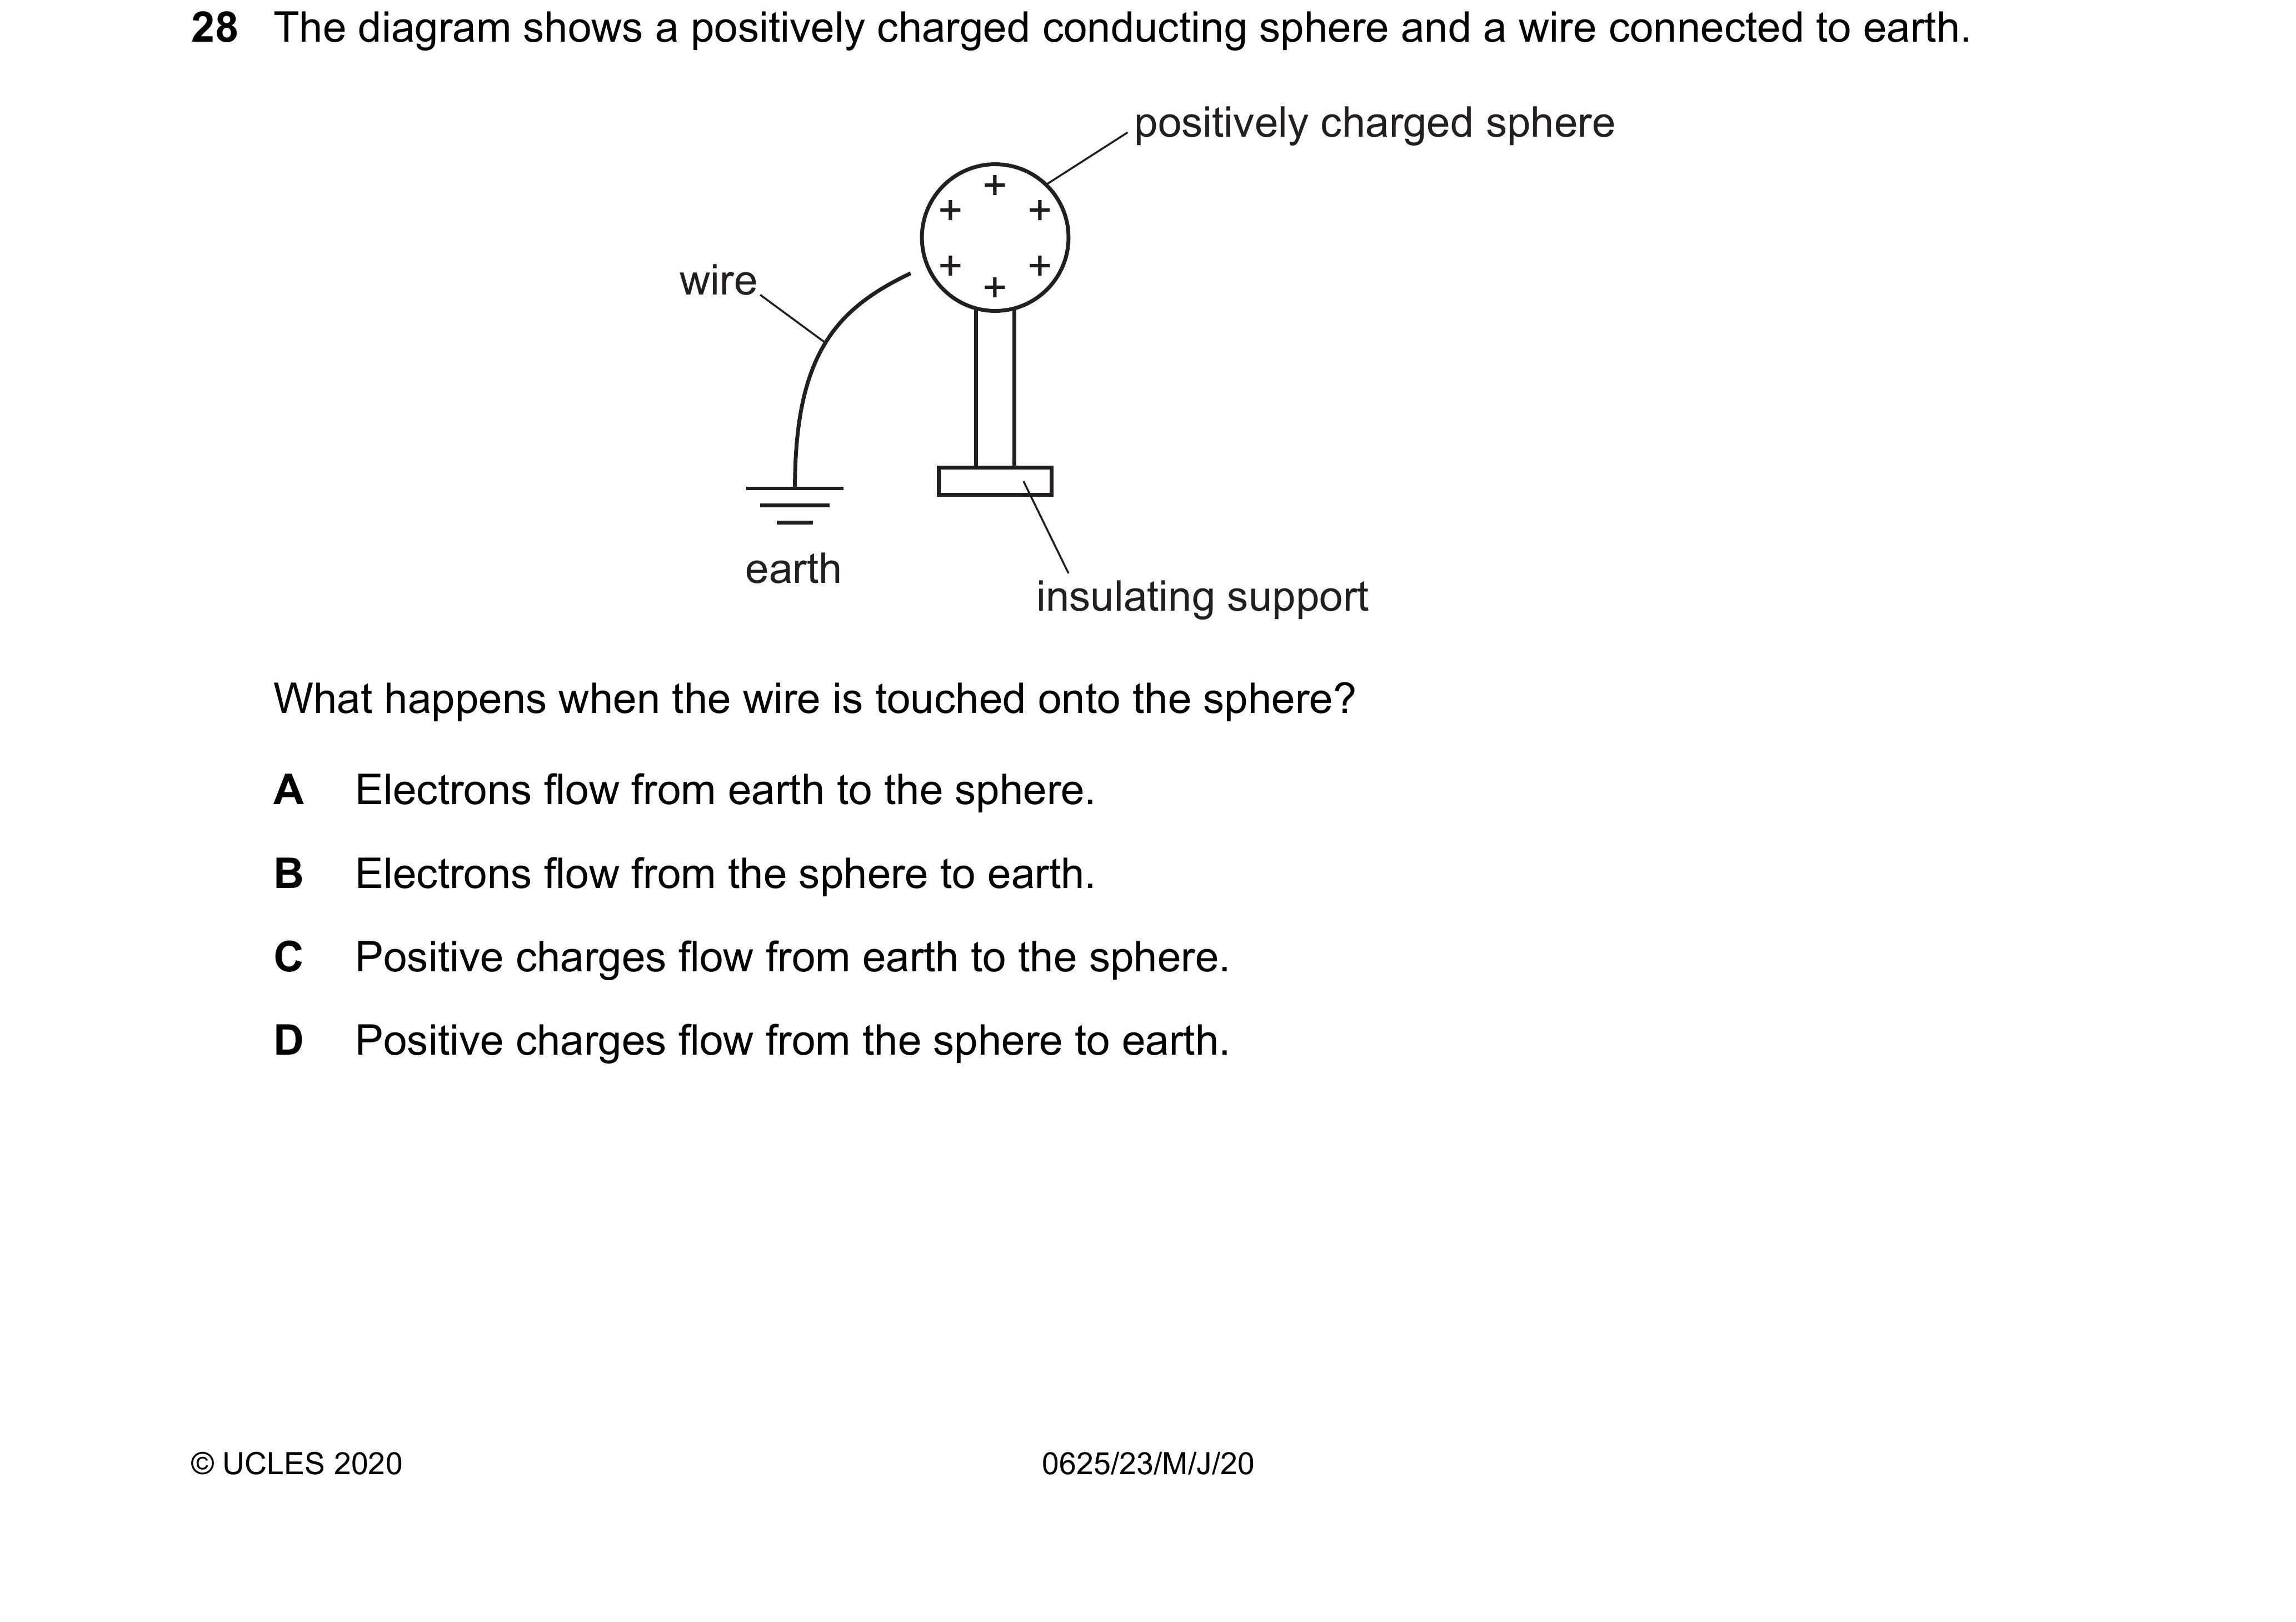 28 The diagram shows a positively charged conducting sphere and a wire connected to earth.
positively charged sphere
+
+ +
wire
+ +
+
earth
insulating support
What happens when the wire is touched onto the sphere?
A Electrons flow from earth to the sphere.
B Electrons flow from the sphere to earth.
C Positive charges flow from earth to the sphere.
D Positive charges flow from the sphere to earth.
© UCLES 2020 0625/23/M/J/20